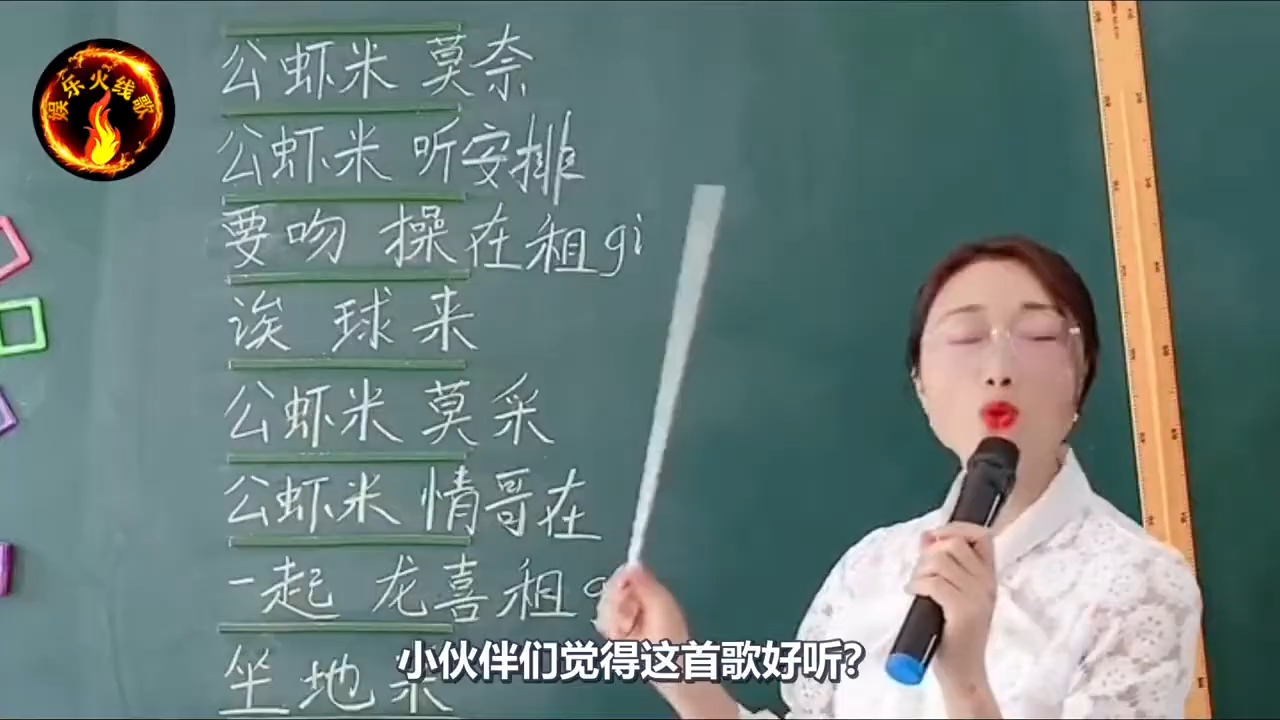 娱乐火线歌
公虾米 莫奈
公虾米 听安排
要吻 操在租gi
诶 球来
公虾米 莫采
公虾米 情哥在
一起 龙喜租g
坐地来
小伙伴们觉得这首歌好听?